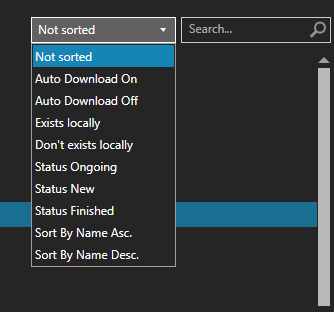 Not sorted
Search...
Not sorted
Auto Download On
Auto Download Off
Exists locally
Don't exists locally
Status Ongoing
Status New
Status Finished
Sort By Name Asc.
Sort By Name Desc.